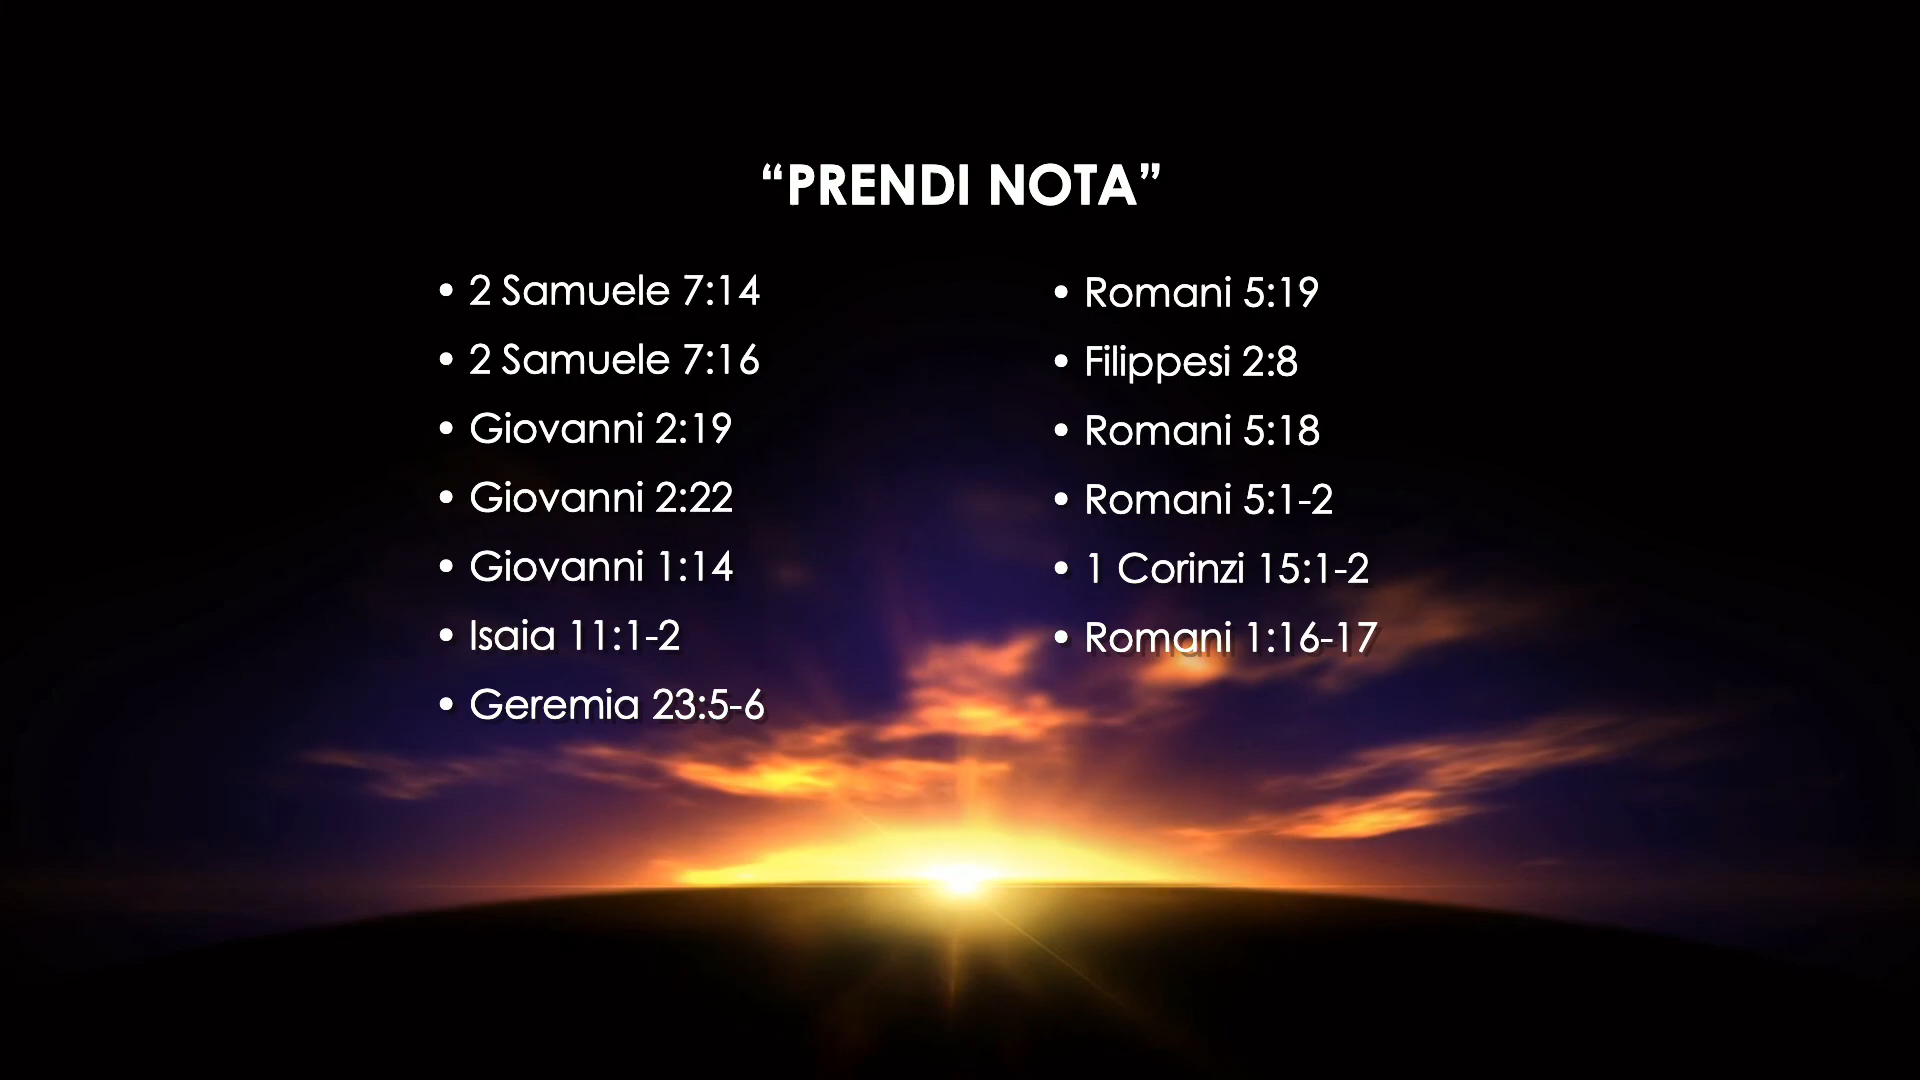 “PRENDI NOTA”
• 2 Samuele 7:14
• 2 Samuele 7:16
• Giovanni 2:19
• Giovanni 2:22
• Giovanni 1:14
• Isaia 11:1-2
• Geremia 23:5-6
• Romani 5:19
• Filippesi 2:8
• Romani 5:18
• Romani 5:1-2
• 1 Corinzi 15:1-2
• Romani 1:16-17